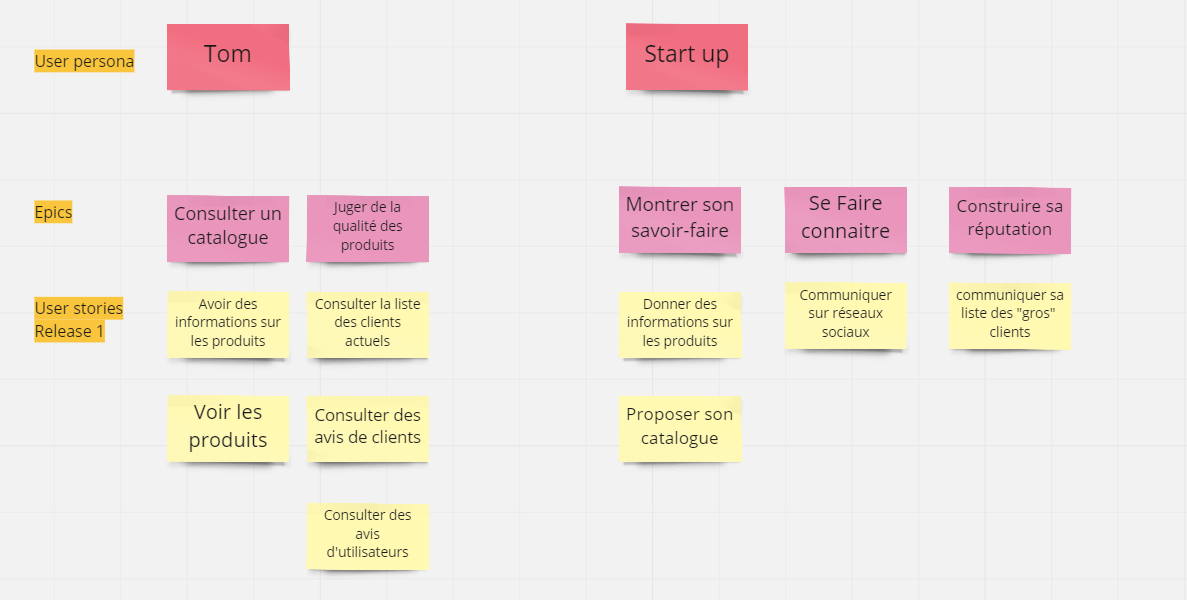 User persona
Tom
Start up
Epics
Consulter un
catalogue
Juger de la
qualité des
produits
Montrer son
savoir-faire
Se Faire
connaitre
Construire sa
réputation
User stories
Release 1
Avoir des
informations sur
les produits
Consulter la liste
des clients
actuels
Donner des
informations sur
les produits
Communiquer
sur réseaux
sociaux
communiquer sa
liste des "gros"
clients
Voir les
produits
Consulter des
avis de clients
Proposer son
catalogue
Consulter des
avis
d'utilisateurs